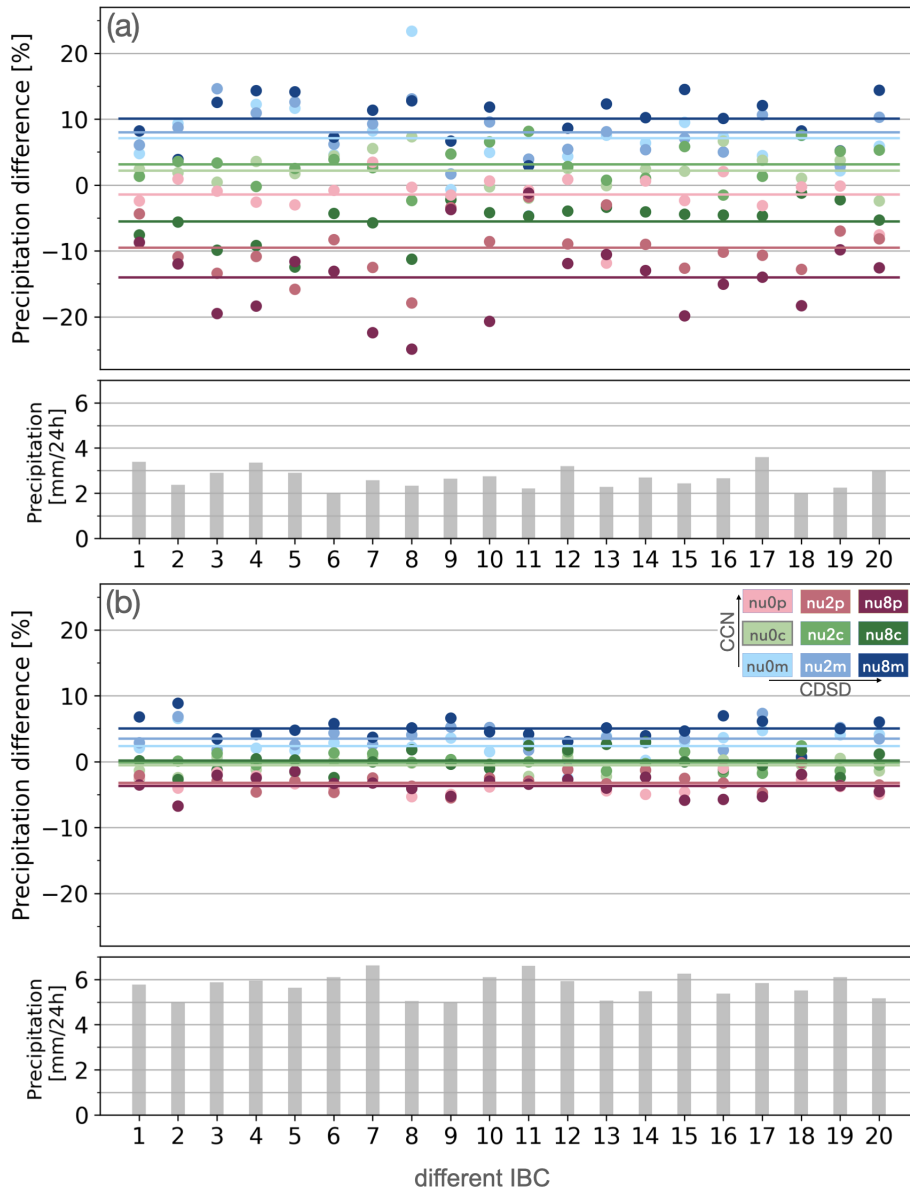 (a)
Precipitation difference [%]
20
10
0
−10
−20
Precipitation
[mm/24h]
6
4
2
0
1 2 3 4 5 6 7 8 9 10 11 12 13 14 15 16 17 18 19 20
(b)
Precipitation difference [%]
20
10
0
−10
−20
CCN
nu0p nu2p nu8p
nu0c nu2c nu8c
nu0m nu2m nu8m
CDSD
Precipitation
[mm/24h]
6
4
2
0
1 2 3 4 5 6 7 8 9 10 11 12 13 14 15 16 17 18 19 20
different IBC